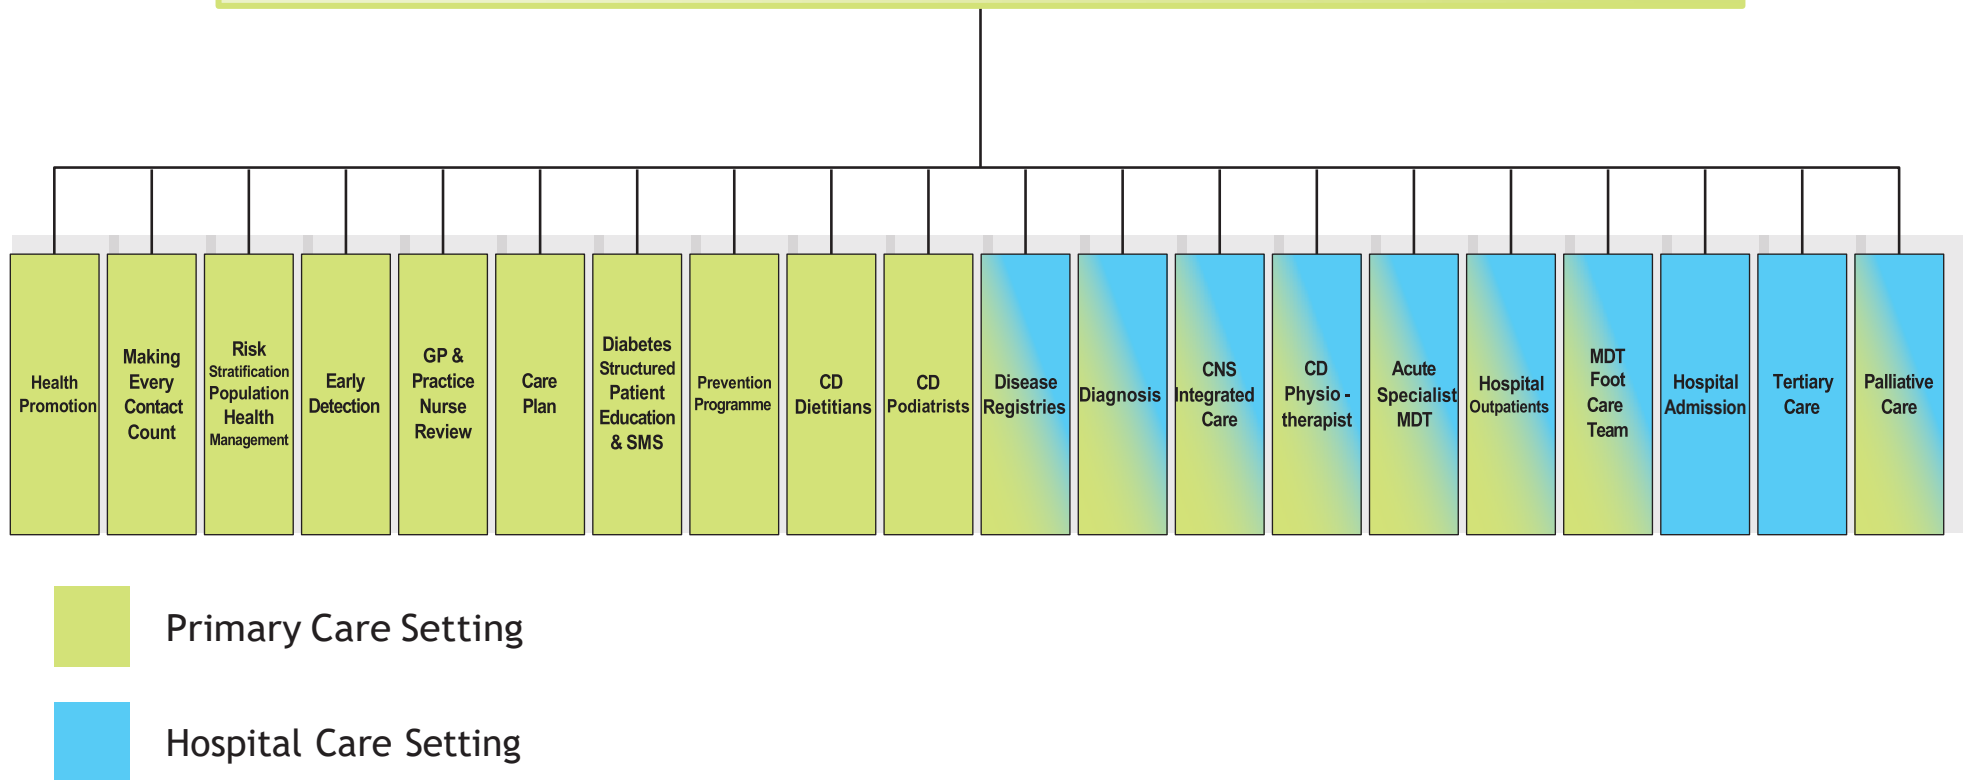 Health
Promotion
Making
Every
Contact
Count
Risk
Stratification
Population
Health
Management
Early
Detection
GP &
Practice
Nurse
Review
Care
Plan
Diabetes
Structured
Patient
Education
& SMS
Prevention
Programme
CD
Dietitians
CD
Podiatrists
Disease
Registries
Diagnosis
CNS
Integrated
Care
CD
Physio -
therapist
Acute
Specialist
MDT
Hospital
Outpatients
MDT
Foot
Care
Team
Hospital
Admission
Tertiary
Care
Palliative
Care
Primary Care Setting
Hospital Care Setting